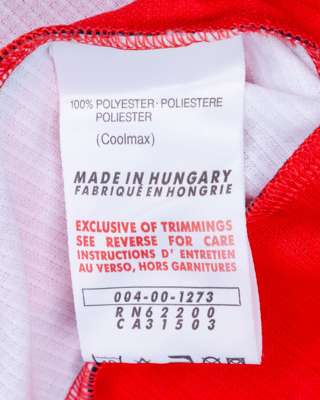 100% POLYESTER · POLIESTERE
POLIESTER
(Coolmax)
MADE IN HUNGARY
FABRIQUÉ EN HONGRIE
EXCLUSIVE OF TRIMMINGS
SEE REVERSE FOR CARE
INSTRUCTIONS D' ENTRETIEN
AU VERSO, HORS GARNITURES
004-00-1273
RN62200
CA31503